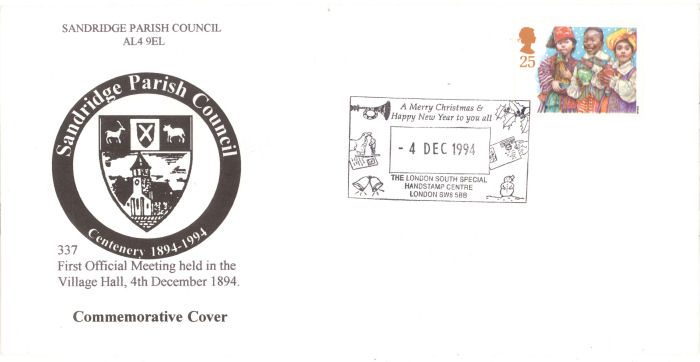 SANDRIDGE PARISH COUNCIL
AL4 9EL
Sandridge Parish Council
Centenery 1894-1994
337
First Official Meeting held in the
Village Hall, 4th December 1894.
Commemorative Cover
25
A Merry Christmas &
Happy New Year to you all
- 4 DEC 1994
THE LONDON SOUTH SPECIAL
HANDSTAMP CENTRE
LONDON SW8 5BB